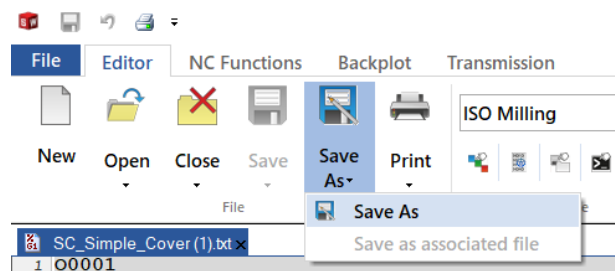 File Editor NC Functions Backplot Transmission
ISO Milling
New Open Close Save Save As Print
File
Save As
Save as associated file
SC_Simple_Cover (1).txt
1 O0001